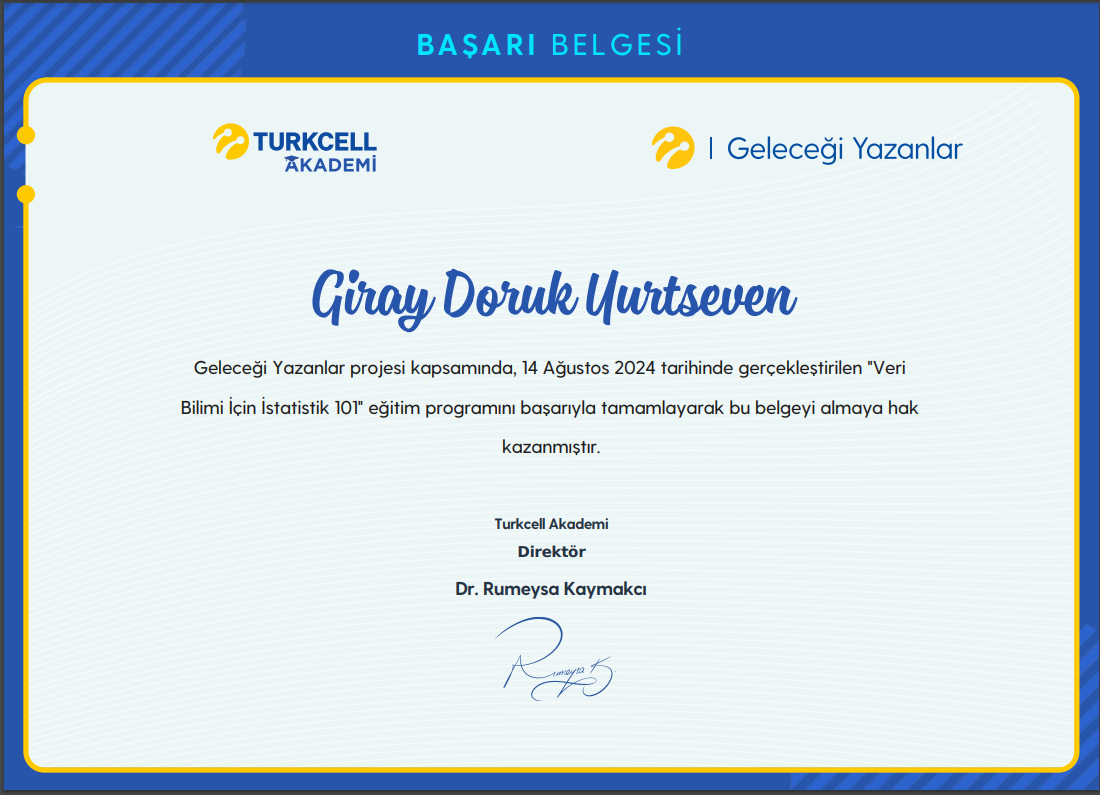 BAŞARI BELGESİ
TURKCELL
AKADEMİ
Geleceği Yazanlar
Giray Doruk Yurtseven
Geleceği Yazanlar projesi kapsamında, 14 Ağustos 2024 tarihinde gerçekleştirilen "Veri
Bilimi İçin İstatistik 101" eğitim programını başarıyla tamamlayarak bu belgeyi almaya hak
kazanmıştır.
Turkcell Akademi
Direktör
Dr. Rumeysa Kaymakcı
Rumeysa K